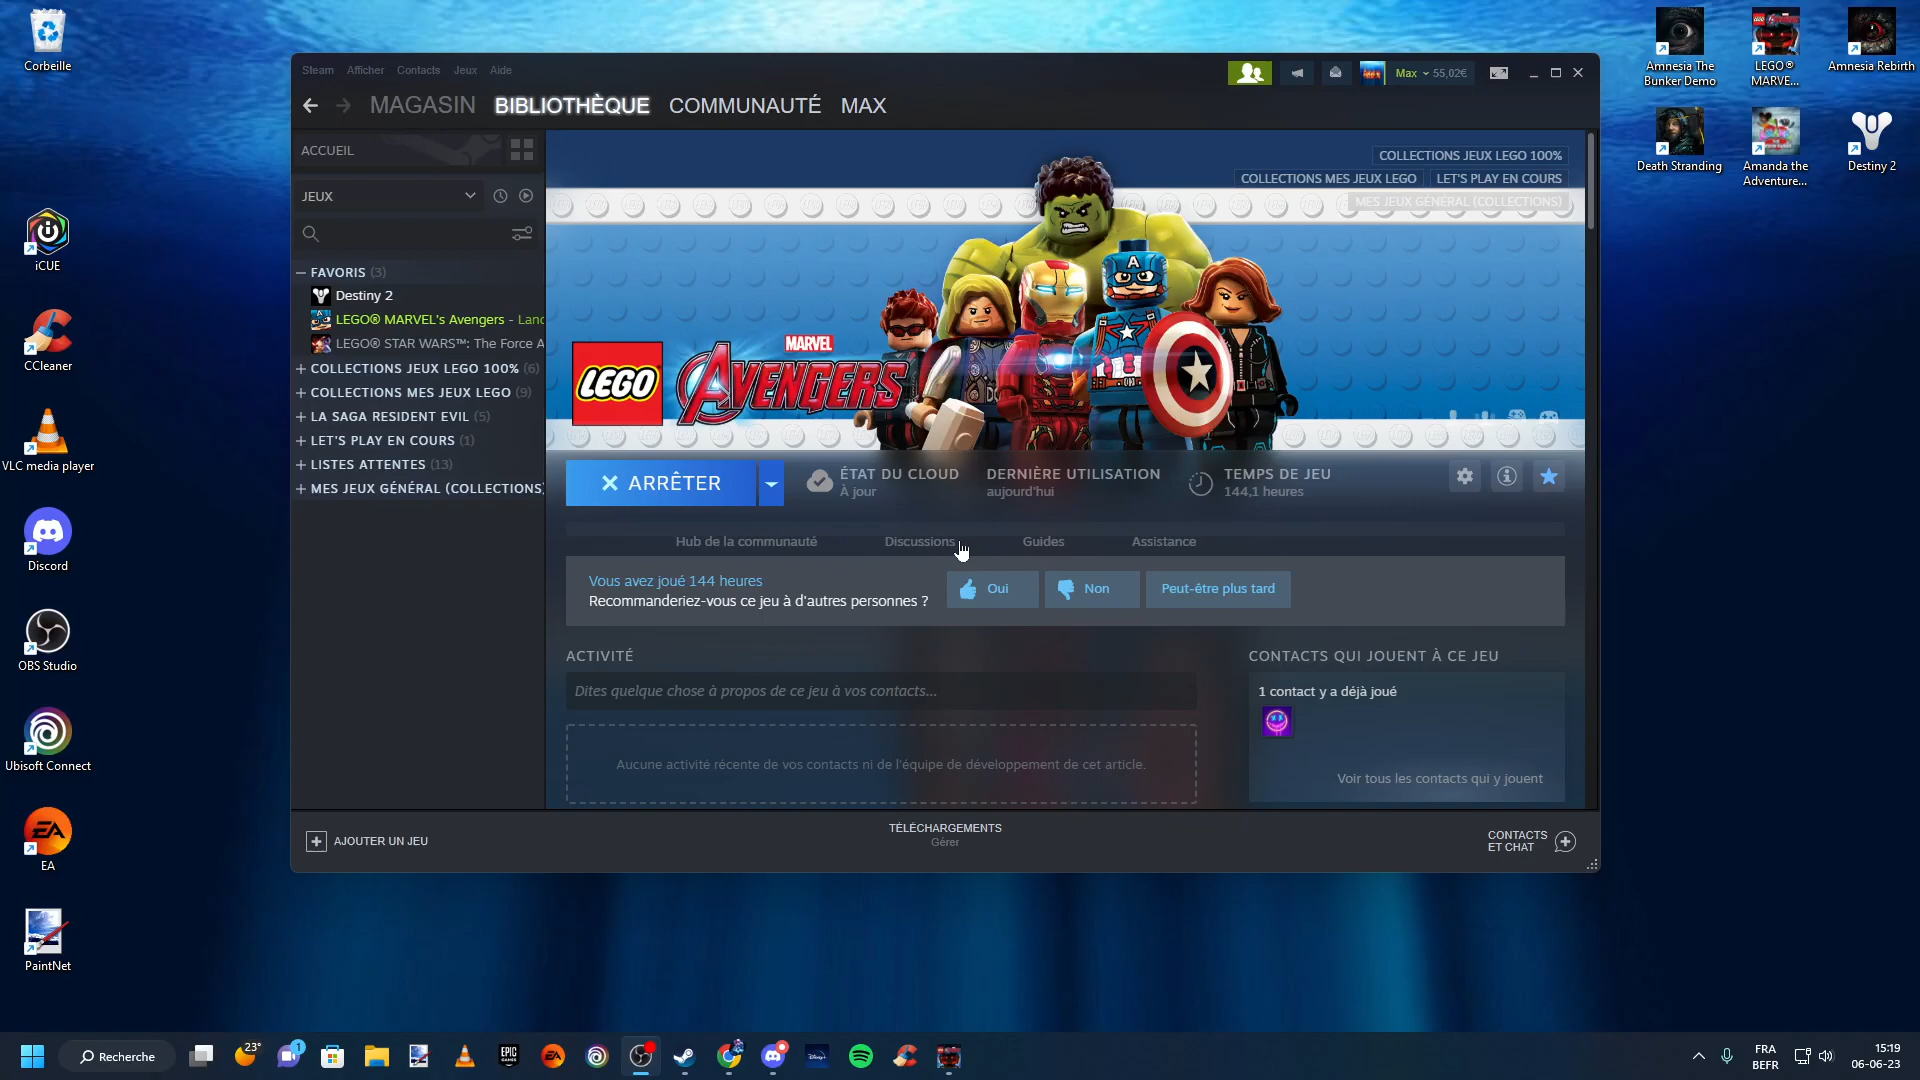 Corbeille
iCUE
CCleaner
VLC media player
Discord
OBS Studio
Ubisoft Connect
EA
PaintNet
Steam Afficher Contacts Jeux Aide
Max 55,02€
MAGASIN BIBLIOTHÈQUE COMMUNAUTÉ MAX
ACCUEIL
JEUX
FAVORIS (3)
Destiny 2
LEGO® MARVEL's Avengers - Lanc
LEGO® STAR WARS™: The Force A
COLLECTIONS JEUX LEGO 100% (6)
COLLECTIONS MES JEUX LEGO (9)
LA SAGA RESIDENT EVIL (5)
LET'S PLAY EN COURS (1)
LISTES ATTENTES (13)
MES JEUX GÉNÉRAL (COLLECTIONS)
COLLECTIONS JEUX LEGO 100%
COLLECTIONS MES JEUX LEGO LET'S PLAY EN COURS
MES JEUX GÉNÉRAL (COLLECTIONS)
LEGO
MARVEL
AVENGERS
ARRÊTER
ÉTAT DU CLOUD
À jour
DERNIÈRE UTILISATION
aujourd'hui
TEMPS DE JEU
144,1 heures
Hub de la communauté Discussions Guides Assistance
Vous avez joué 144 heures
Recommanderiez-vous ce jeu à d'autres personnes ?
Oui
Non
Peut-être plus tard
ACTIVITÉ
Dites quelque chose à propos de ce jeu à vos contacts...
Aucune activité récente de vos contacts ni de l'équipe de développement de cet article.
CONTACTS QUI JOUENT À CE JEU
1 contact y a déjà joué
Voir tous les contacts qui y jouent
AJOUTER UN JEU
TÉLÉCHARGEMENTS
Gérer
CONTACTS
ET CHAT
Amnesia The
Bunker Demo
LEGO®
MARVE...
Amnesia Rebirth
Death Stranding
Amanda the
Adventure...
Destiny 2
Recherche
23°
1
EPIC
GAMES
EA
Disney+
FRA
BEFR
15:19
06-06-23